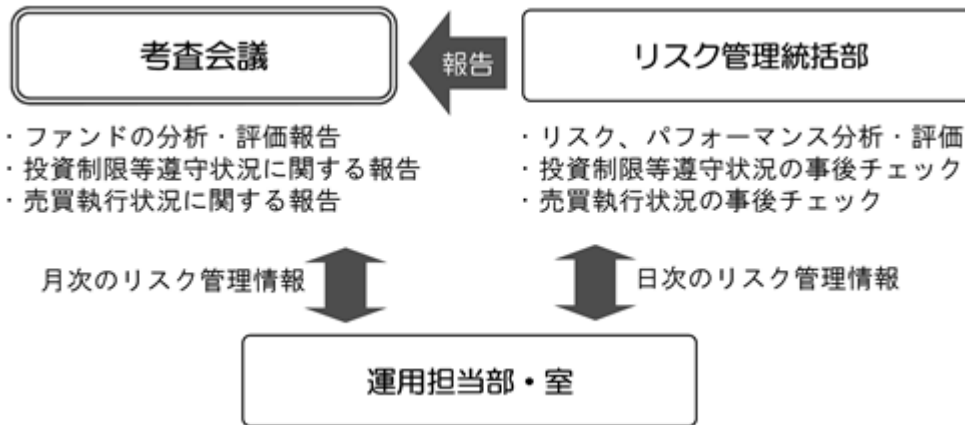 考査会議
報告
リスク管理統括部
・ファンドの分析・評価報告
・投資制限等遵守状況に関する報告
・売買執行状況に関する報告
・リスク、パフォーマンス分析・評価
・投資制限等遵守状況の事後チェック
・売買執行状況の事後チェック
月次のリスク管理情報
日次のリスク管理情報
運用担当部・室